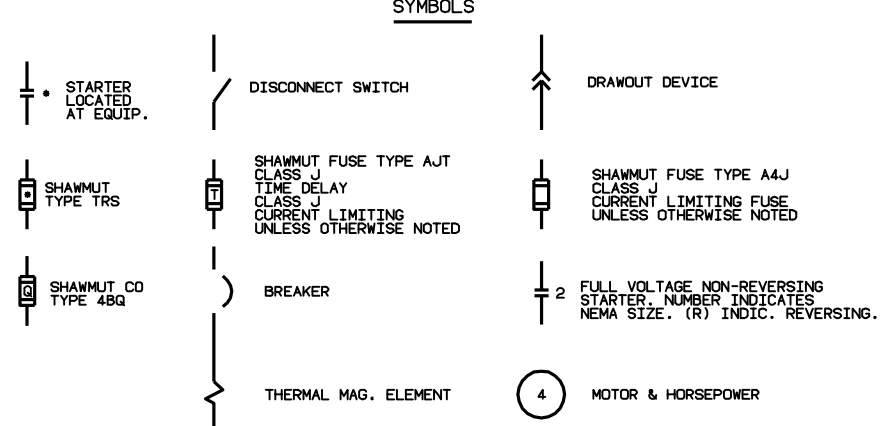 SYMBOLS
*
STARTER
LOCATED
AT EQUIP.
DISCONNECT SWITCH
DRAWOUT DEVICE
*
SHAWMUT
TYPE TRS
T
SHAWMUT FUSE TYPE AJT
CLASS J
TIME DELAY
CLASS J
CURRENT LIMITING
UNLESS OTHERWISE NOTED
SHAWMUT FUSE TYPE A4J
CLASS J
CURRENT LIMITING FUSE
UNLESS OTHERWISE NOTED
Q
SHAWMUT CO
TYPE 4BQ
BREAKER
2
FULL VOLTAGE NON-REVERSING
STARTER. NUMBER INDICATES
NEMA SIZE. (R) INDIC. REVERSING.
THERMAL MAG. ELEMENT
4
MOTOR & HORSEPOWER